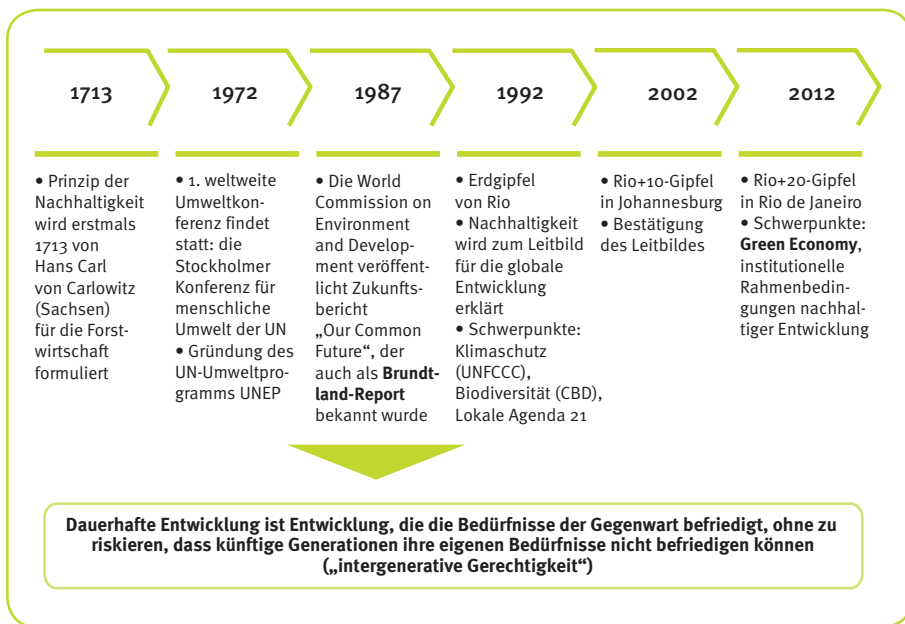 1713
1972
1987
1992
2002
2012
• Prinzip der
Nachhaltigkeit
wird erstmals
1713 von
Hans Carl
von Carlowitz
(Sachsen)
für die Forst-
wirtschaft
formuliert
• 1. weltweite
Umweltkon-
ferenz findet
statt: die
Stockholmer
Konferenz für
menschliche
Umwelt der UN
• Gründung des
UN-Umweltpro-
gramms UNEP
• Die World
Commission on
Environment
and Develop-
ment veröffent-
licht Zukunfts-
bericht
„Our Common
Future“, der
auch als Brundt-
land-Report
bekannt wurde
• Erdgipfel
von Rio
• Nachhaltigkeit
wird zum Leitbild
für die globale
Entwicklung
erklärt
• Schwerpunkte:
Klimaschutz
(UNFCCC),
Biodiversität (CBD),
Lokale Agenda 21
• Rio+10-Gipfel
in Johannesburg
• Bestätigung
des Leitbildes
• Rio+20-Gipfel
in Rio de Janeiro
• Schwerpunkte:
Green Economy,
institutionelle
Rahmenbedin-
gungen nachhal-
tiger Entwicklung
Dauerhafte Entwicklung ist Entwicklung, die die Bedürfnisse der Gegenwart befriedigt, ohne zu
riskieren, dass künftige Generationen ihre eigenen Bedürfnisse nicht befriedigen können
(„intergenerative Gerechtigkeit“)